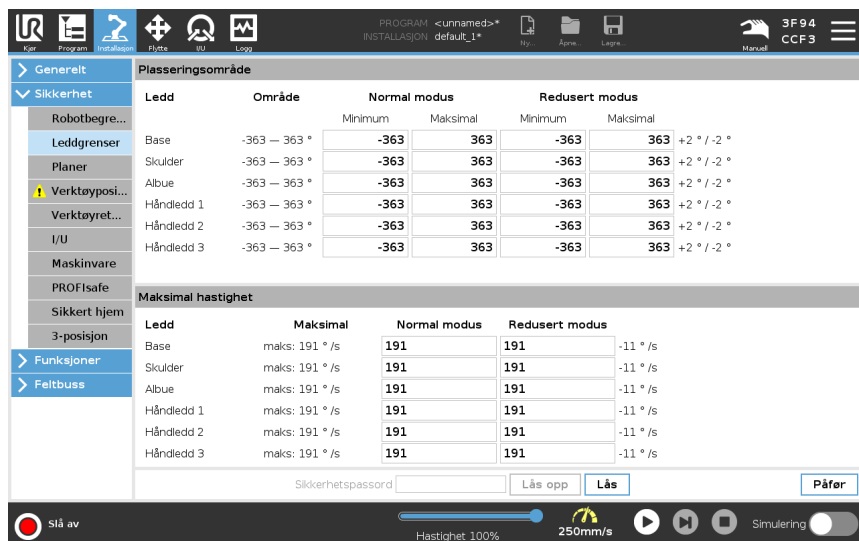 UR
PROGRAM <unnamed>*
INSTALLASJON default_1*
3F94
CCF3
Kjør Program Installasjon Flytte I/U Logg Ny... Åpne... Lagre... Manuell
Generelt
Sikkerhet
Robotbegre...
Leddgrenser
Planer
Verktøyposi...
Verktøyret...
I/U
Maskinvare
PROFIsafe
Sikkert hjem
3-posisjon
Funksjoner
Feltbuss
Plasseringsområde
Ledd Område Normal modus Redusert modus
Minimum Maksimal Minimum Maksimal
Base -363 — 363 ° -363 363 -363 363 +2 ° / -2 °
Skulder -363 — 363 ° -363 363 -363 363 +2 ° / -2 °
Albue -363 — 363 ° -363 363 -363 363 +2 ° / -2 °
Håndledd 1 -363 — 363 ° -363 363 -363 363 +2 ° / -2 °
Håndledd 2 -363 — 363 ° -363 363 -363 363 +2 ° / -2 °
Håndledd 3 -363 — 363 ° -363 363 -363 363 +2 ° / -2 °
Maksimal hastighet
Ledd Maksimal Normal modus Redusert modus
Base maks: 191 ° /s 191 191 -11 ° /s
Skulder maks: 191 ° /s 191 191 -11 ° /s
Albue maks: 191 ° /s 191 191 -11 ° /s
Håndledd 1 maks: 191 ° /s 191 191 -11 ° /s
Håndledd 2 maks: 191 ° /s 191 191 -11 ° /s
Håndledd 3 maks: 191 ° /s 191 191 -11 ° /s
Sikkerhetspassord Lås opp Lås Påfør
Slå av Hastighet 100% 250mm/s Simulering